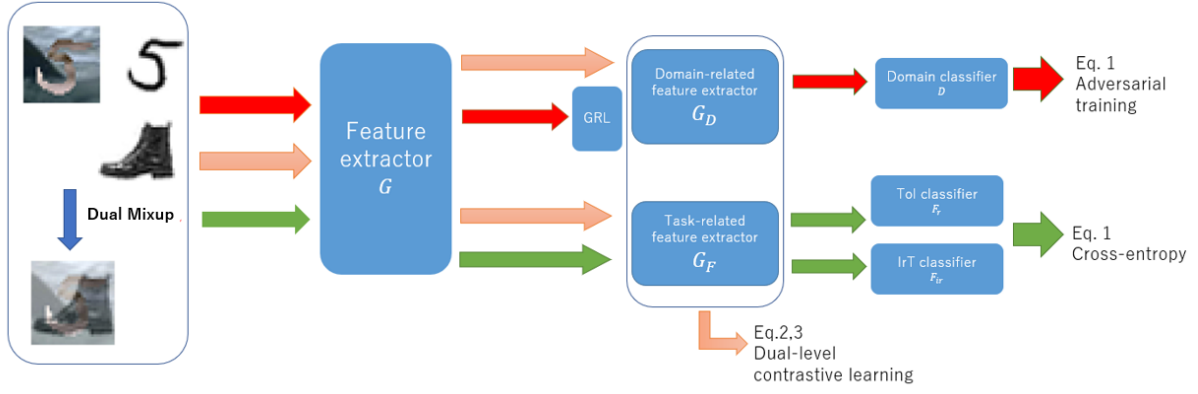 Dual Mixup
Feature
extractor
G
GRL
Domain-related
feature extractor
G_D
Task-related
feature extractor
G_F
Domain classifier
D
ToI classifier
F_r
IrT classifier
F_ir
Eq. 1
Adversarial
training
Eq. 1
Cross-entropy
Eq.2,3
Dual-level
contrastive learning
5
5